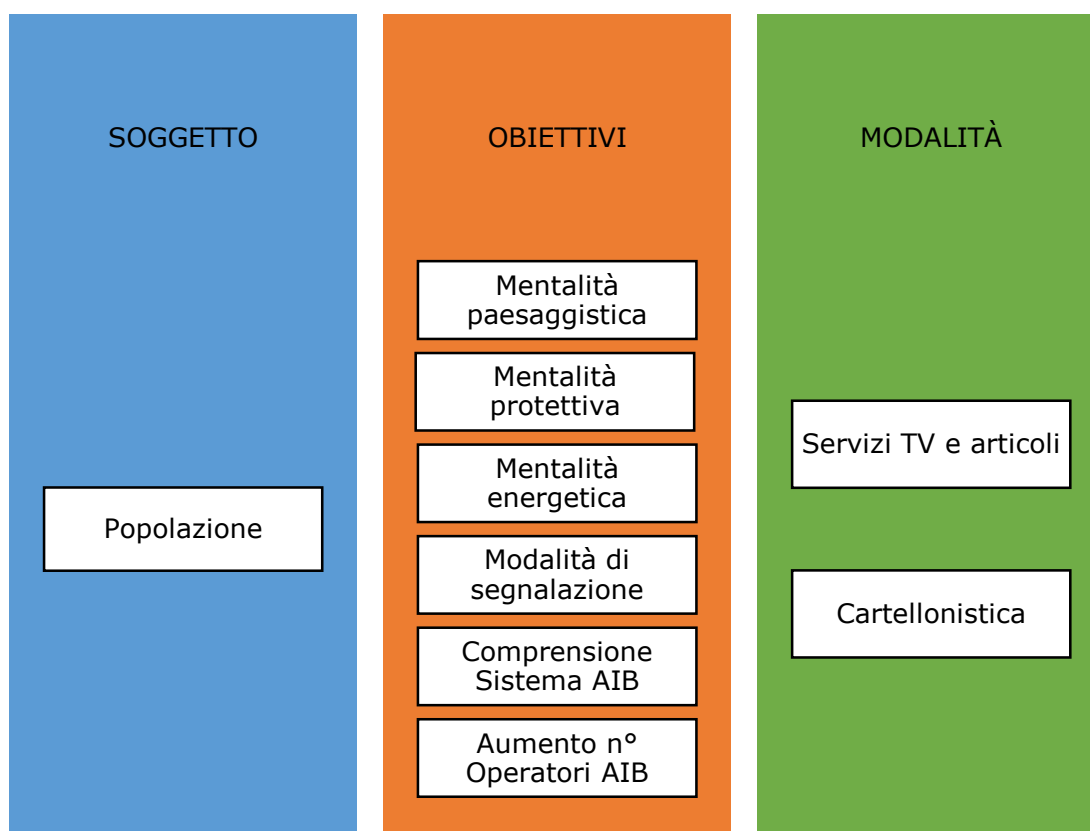 SOGGETTO
Popolazione
OBIETTIVI
Mentalità
paesaggistica
Mentalità
protettiva
Mentalità
energetica
Modalità di
segnalazione
Comprensione
Sistema AIB
Aumento n°
Operatori AIB
MODALITÀ
Servizi TV e articoli
Cartellonistica